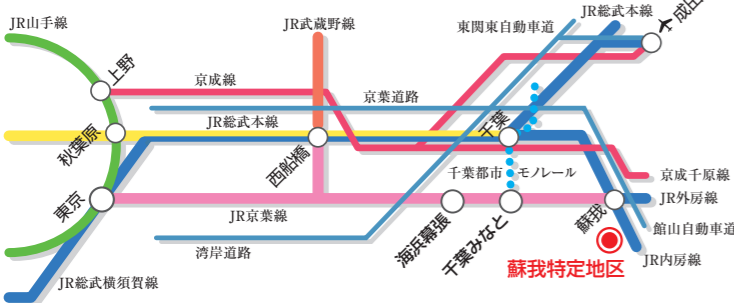 JR山手線
JR武蔵野線
東関東自動車道
JR総武本線
成田
上野
京成線
京葉道路
秋葉原
JR総武本線
西船橋
千葉
千葉都市モノレール
京成千原線
東京
JR外房線
JR京葉線
海浜幕張
千葉みなと
蘇我
館山自動車道
湾岸道路
JR内房線
蘇我特定地区
JR総武横須賀線